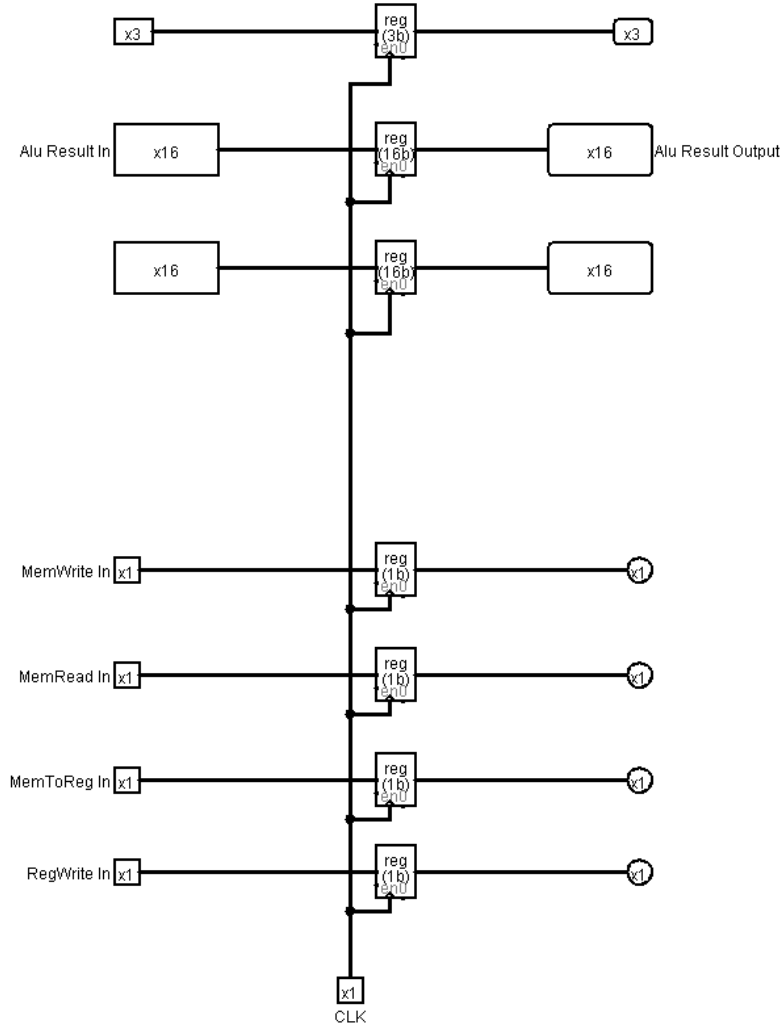 x3 reg (3b) en0 x3
Alu Result In x16 reg (16b) en0 x16 Alu Result Output
x16 reg (16b) en0 x16
MemWrite In x1 reg (1b) en0 x1
MemRead In x1 reg (1b) en0 x1
MemToReg In x1 reg (1b) en0 x1
RegWrite In x1 reg (1b) en0 x1
x1
CLK